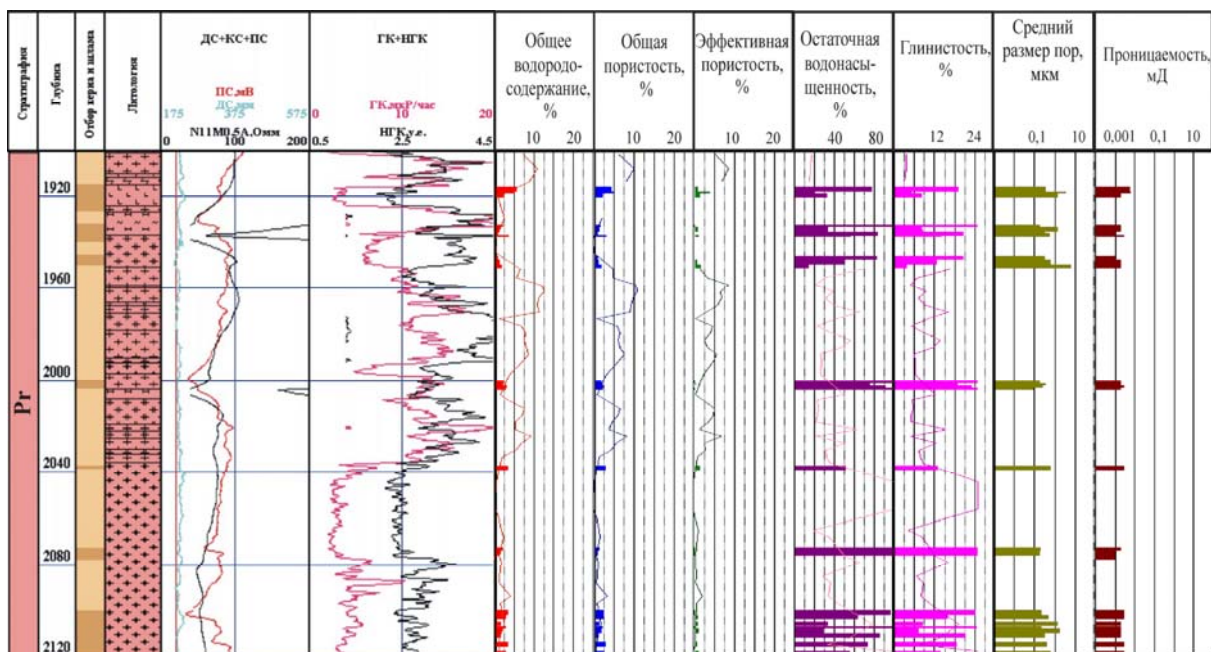 Стратиграфия
Глубина
Отбор керна и шлама
Литология
ДС+КС+ПС
ПС,мВ
ДС,мм
175 375 575
N11M0.5A,Омм
0 100 200
ГК+НГК
ГК,мкР/час
0 10 20
НГК,у.е.
0.5 2.5 4.5
Общее
водородо-
содержание,
%
10 20
Общая
пористость,
%
10 20
Эффективная
пористость,
%
10 20
Остаточная
водонасы-
щенность,
%
40 80
Глинистость,
%
12 24
Средний
размер пор,
мкм
0,1 10
Проницаемость,
мД
0,001 0,1 10
Pr
1920
1960
2000
2040
2080
2120